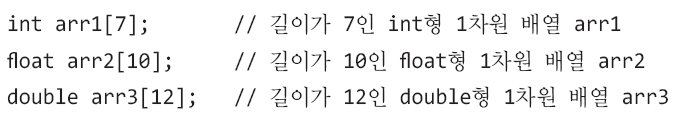 int arr1[7];      // 길이가 7인 int형 1차원 배열 arr1
float arr2[10];   // 길이가 10인 float형 1차원 배열 arr2
double arr3[12];  // 길이가 12인 double형 1차원 배열 arr3